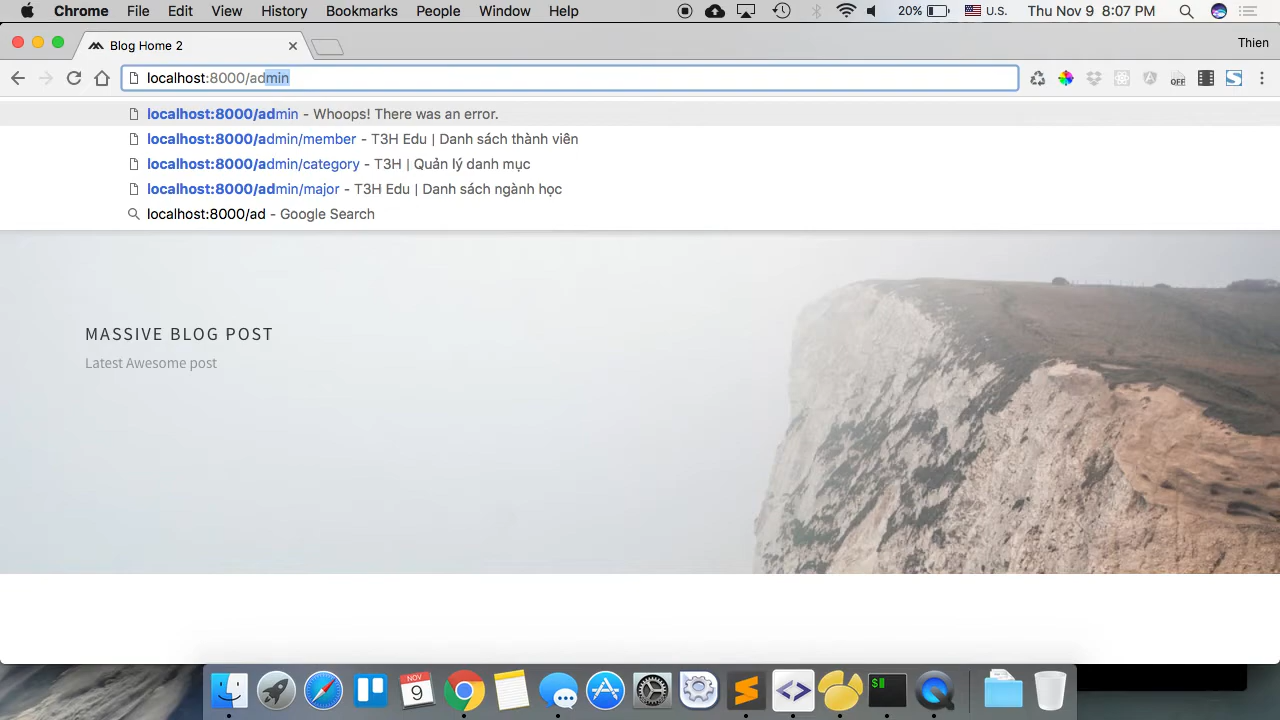 Chrome File Edit View History Bookmarks People Window Help 20% U.S. Thu Nov 9 8:07 PM
Blog Home 2 Thien
localhost:8000/admin OFF
localhost:8000/admin - Whoops! There was an error.
localhost:8000/admin/member - T3H Edu | Danh sách thành viên
localhost:8000/admin/category - T3H | Quản lý danh mục
localhost:8000/admin/major - T3H Edu | Danh sách ngành học
localhost:8000/ad - Google Search
MASSIVE BLOG POST
Latest Awesome post
NOV
9
$